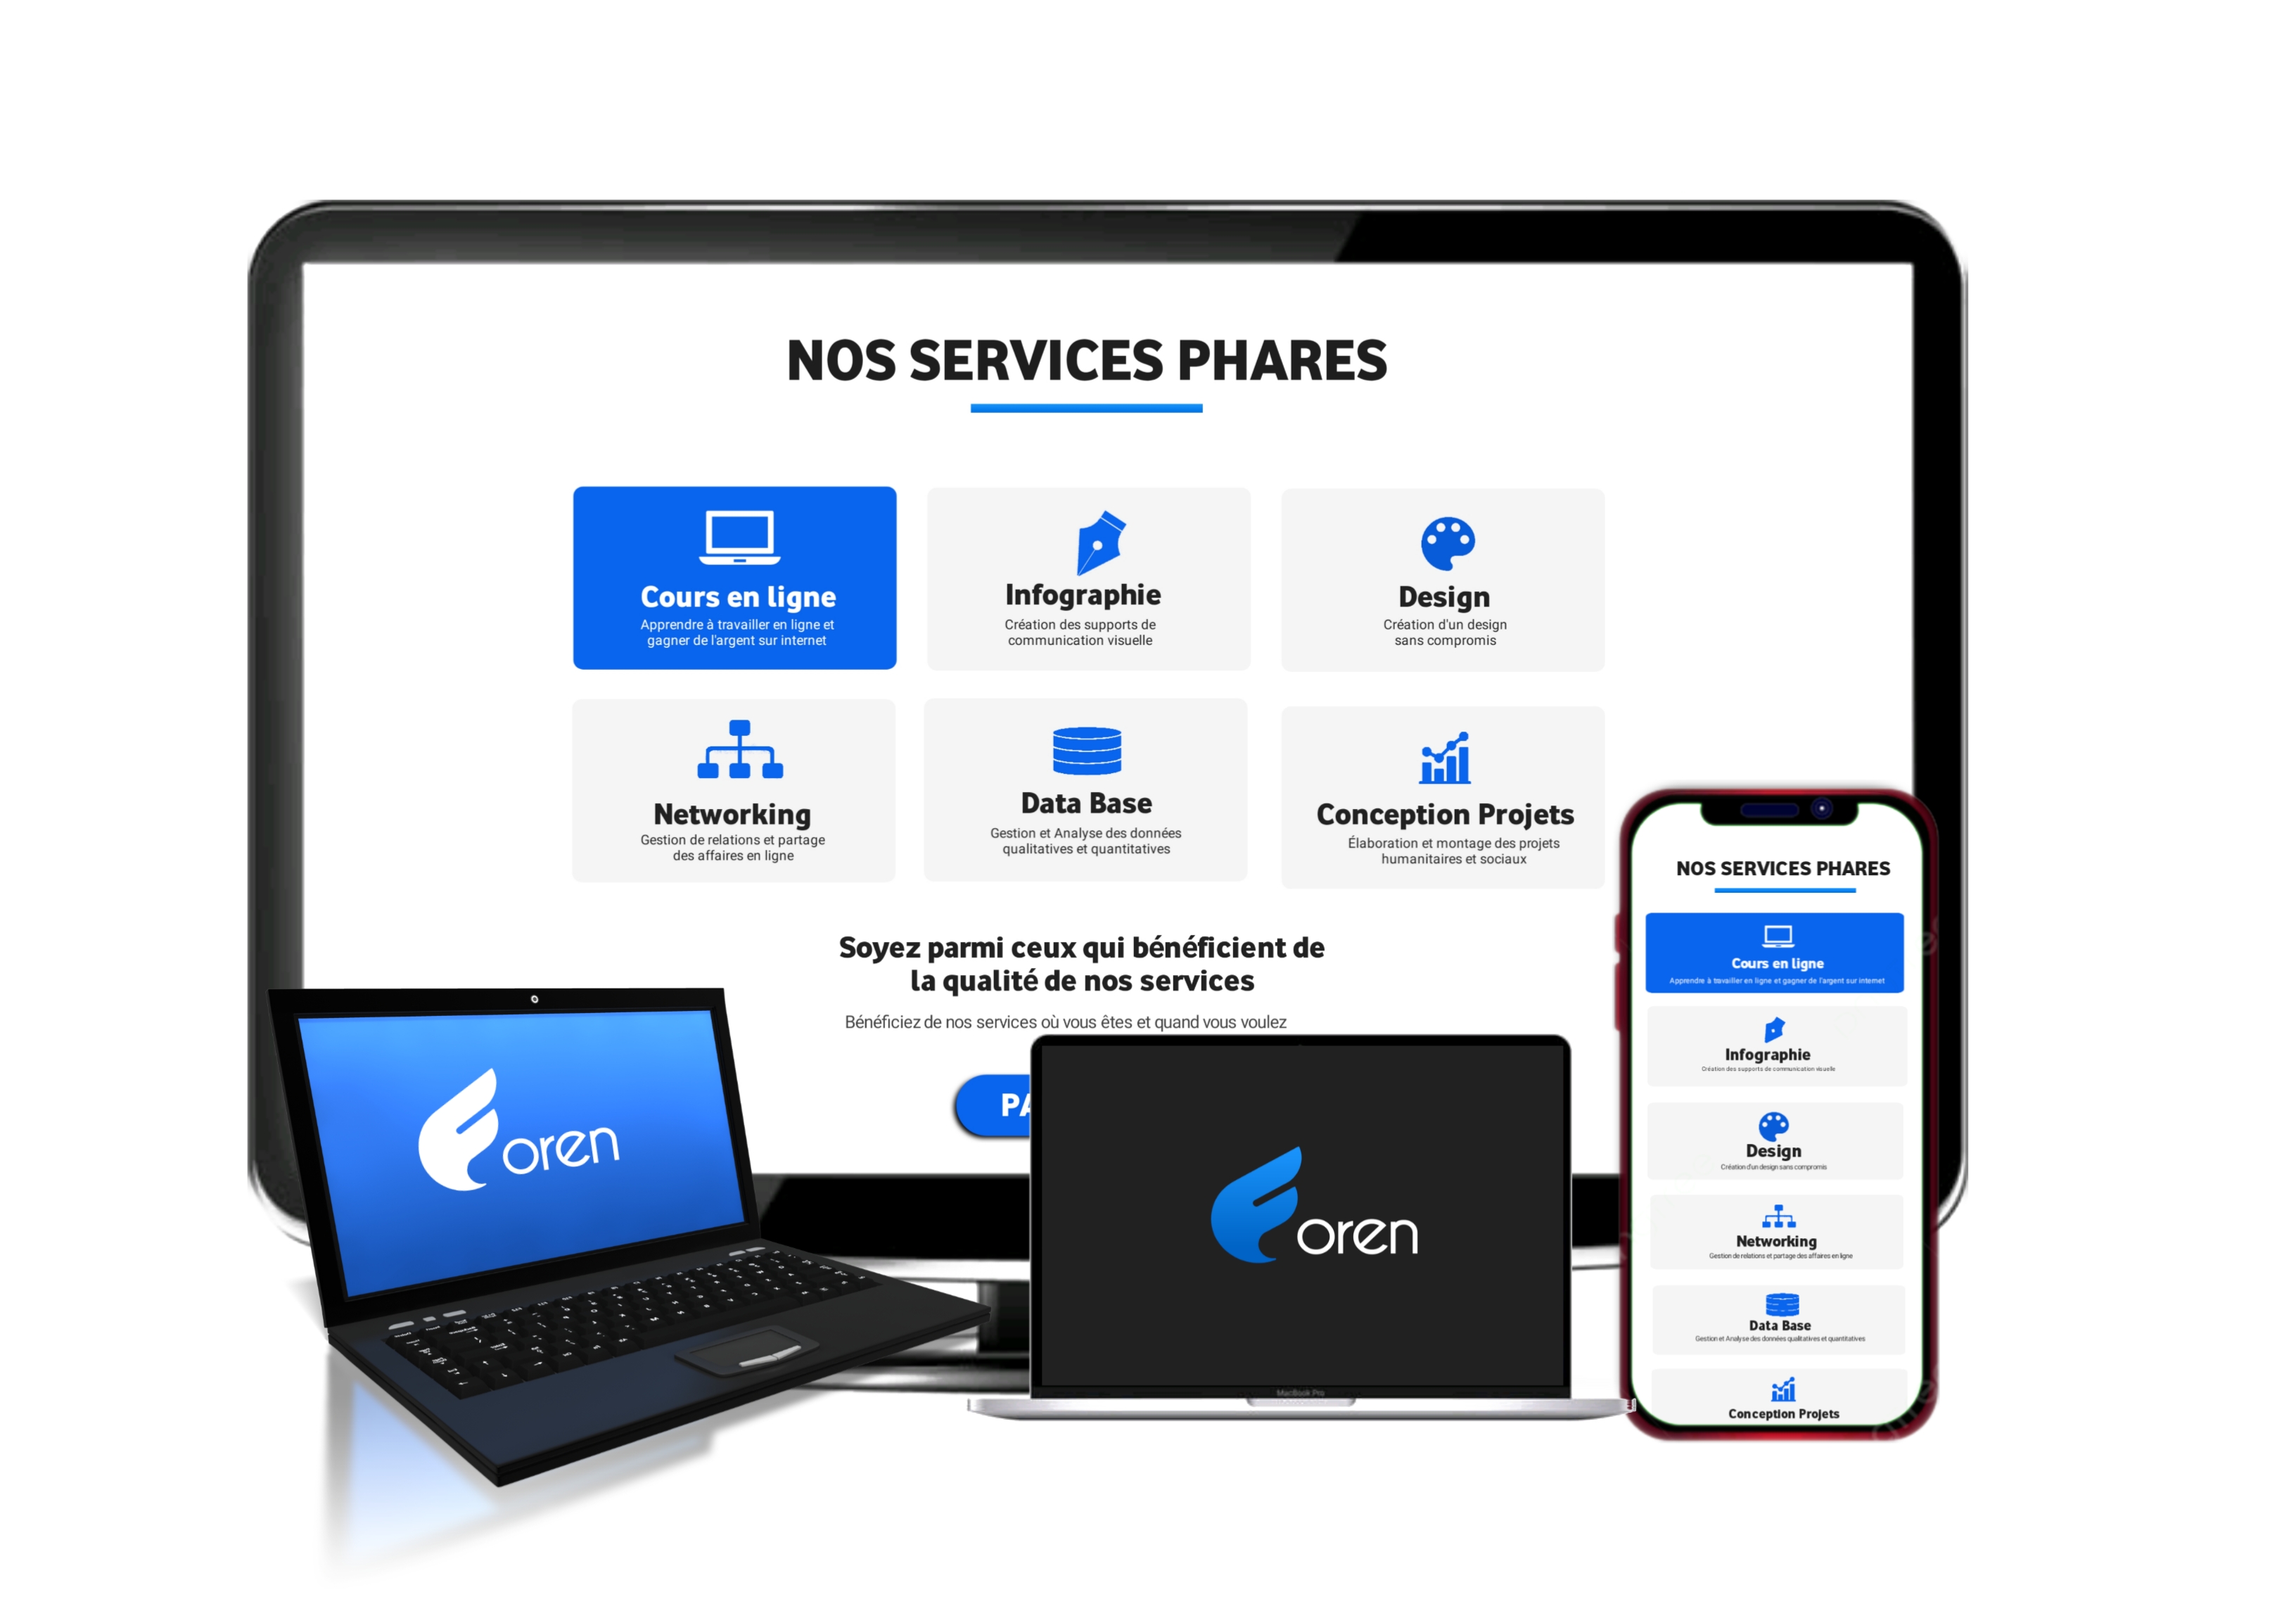 NOS SERVICES PHARES
Cours en ligne
Apprendre à travailler en ligne et
gagner de l'argent sur internet
Infographie
Création des supports de
communication visuelle
Design
Création d'un design
sans compromis
Networking
Gestion de relations et partage
des affaires en ligne
Data Base
Gestion et Analyse des données
qualitatives et quantitatives
Conception Projets
Élaboration et montage des projets
humanitaires et sociaux
Soyez parmi ceux qui bénéficient de
la qualité de nos services
Bénéficiez de nos services où vous êtes et quand vous voulez
PA
oren
oren
MacBook Pro
NOS SERVICES PHARES
Cours en ligne
Apprendre à travailler en ligne et gagner de l'argent sur internet
Infographie
Création des supports de communication visuelle
Design
Création d'un design sans compromis
Networking
Gestion de relations et partage des affaires en ligne
Data Base
Gestion et Analyse des données qualitatives et quantitatives
Conception Projets